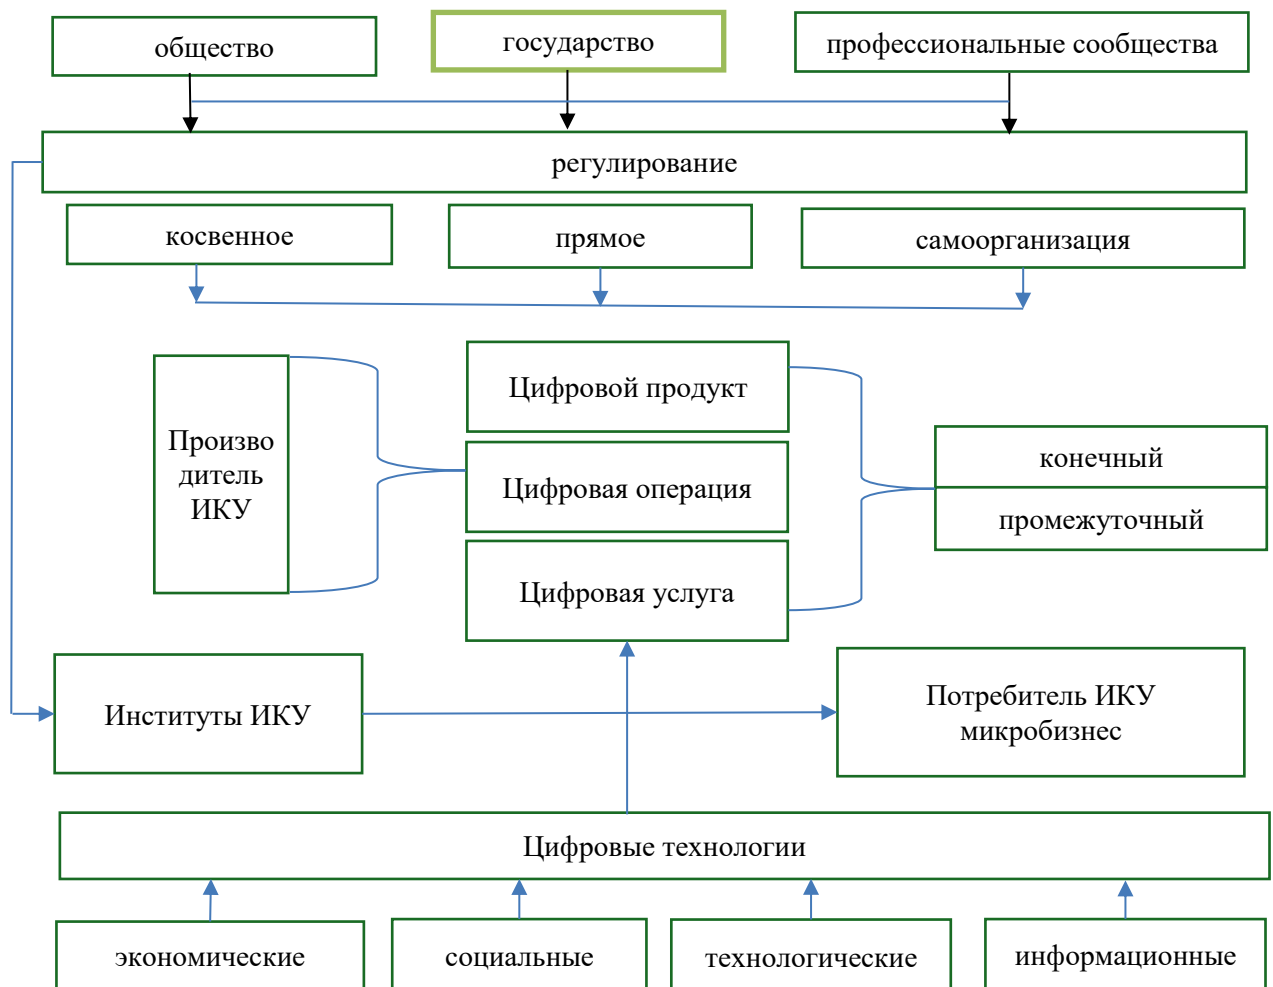 общество
государство
профессиональные сообщества
регулирование
косвенное
прямое
самоорганизация
Цифровой продукт
Произво
дитель
ИКУ
Цифровая операция
конечный
промежуточный
Цифровая услуга
Институты ИКУ
Потребитель ИКУ
микробизнес
Цифровые технологии
экономические
социальные
технологические
информационные